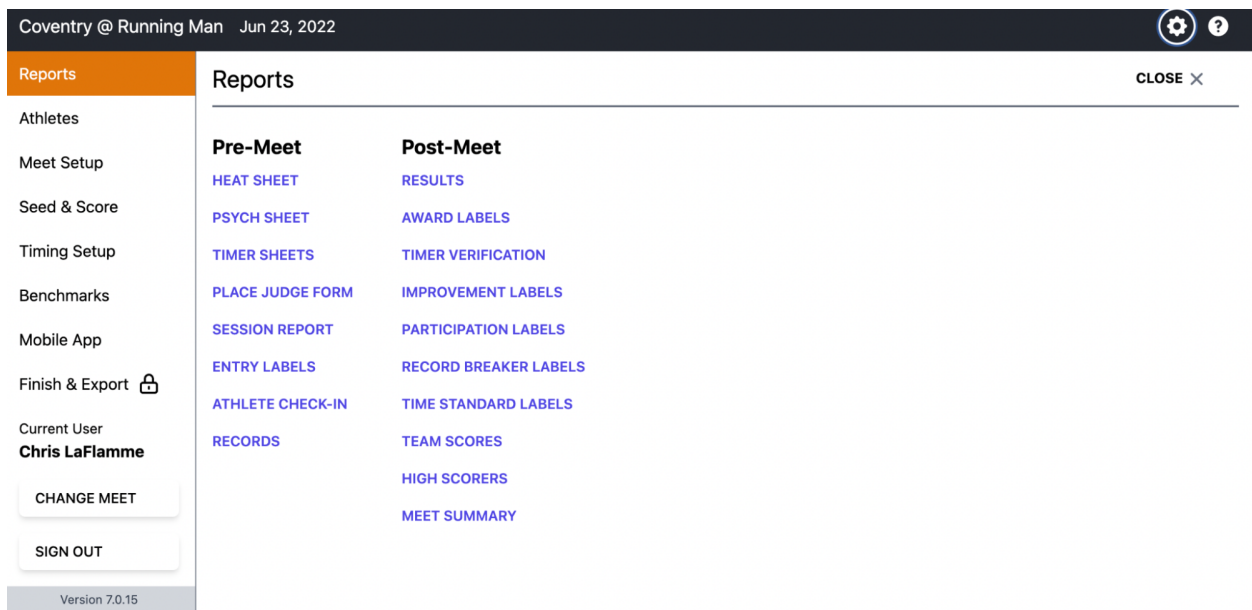 Coventry @ Running Man Jun 23, 2022
Reports
Athletes
Meet Setup
Seed & Score
Timing Setup
Benchmarks
Mobile App
Finish & Export
Current User
Chris LaFlamme
CHANGE MEET
SIGN OUT
Version 7.0.15
Reports
CLOSE
Pre-Meet
HEAT SHEET
PSYCH SHEET
TIMER SHEETS
PLACE JUDGE FORM
SESSION REPORT
ENTRY LABELS
ATHLETE CHECK-IN
RECORDS
Post-Meet
RESULTS
AWARD LABELS
TIMER VERIFICATION
IMPROVEMENT LABELS
PARTICIPATION LABELS
RECORD BREAKER LABELS
TIME STANDARD LABELS
TEAM SCORES
HIGH SCORERS
MEET SUMMARY